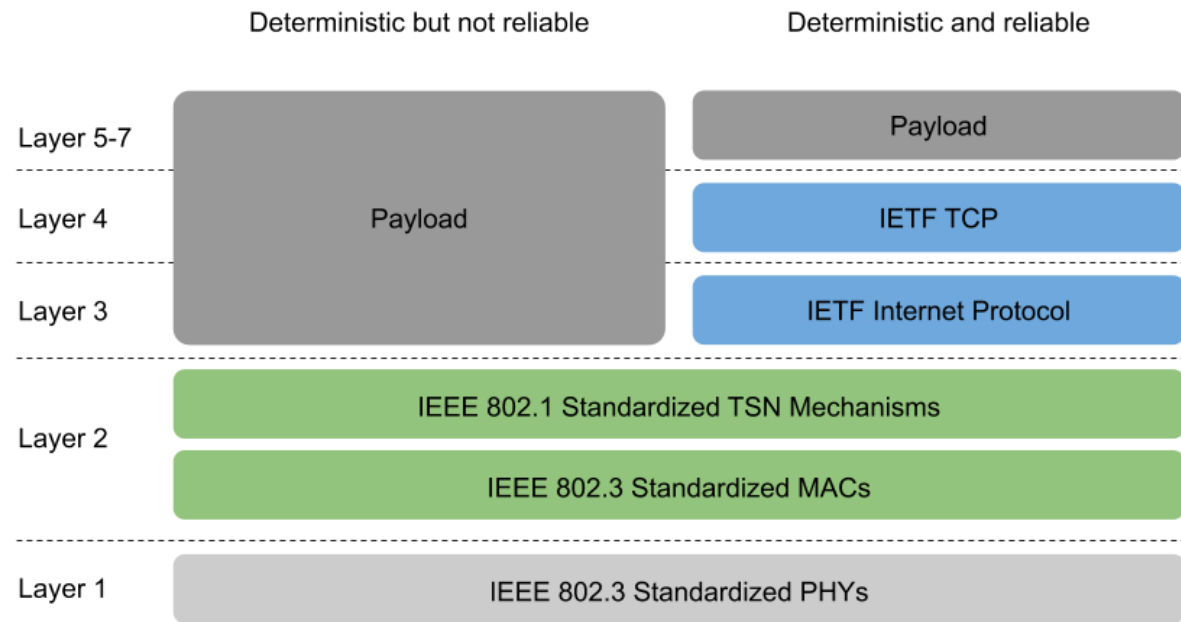 Deterministic but not reliable
Deterministic and reliable
Layer 5-7
Payload
Layer 4
Payload
IETF TCP
Layer 3
IETF Internet Protocol
IEEE 802.1 Standardized TSN Mechanisms
Layer 2
IEEE 802.3 Standardized MACs
Layer 1
IEEE 802.3 Standardized PHYs